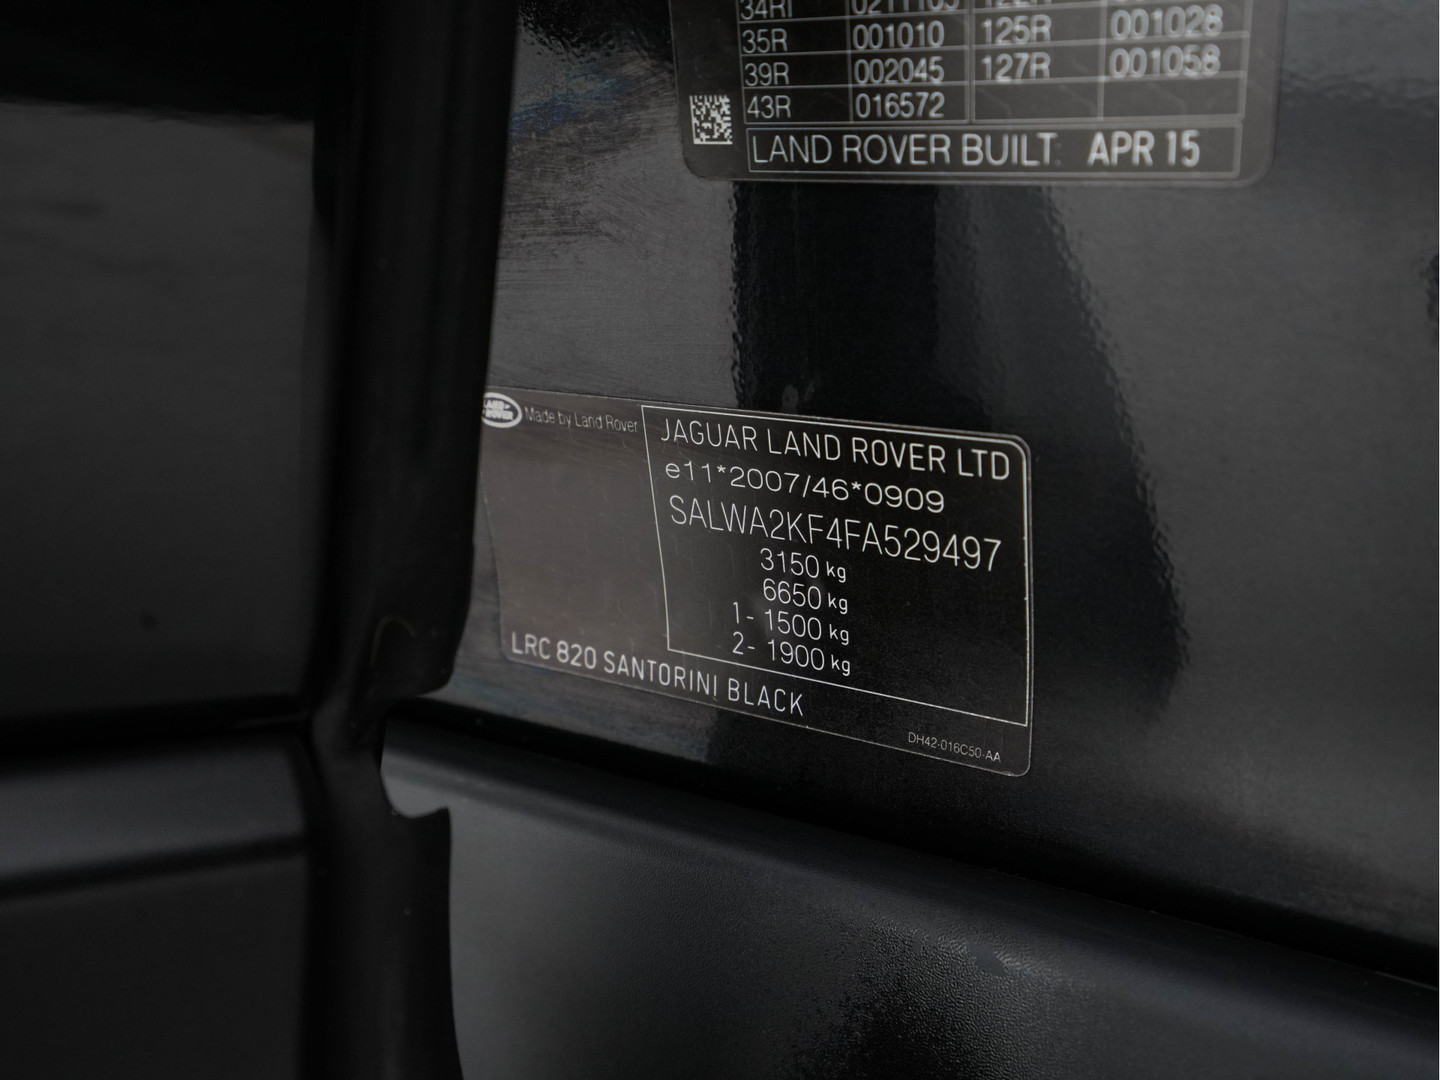 35R 001010 125R 001028
39R 002045 127R 001058
43R 016572
LAND ROVER BUILT: APR 15
LAND ROVER Made by Land Rover
JAGUAR LAND ROVER LTD
e11*2007/46*0909
SALWA2KF4FA529497
3150 kg
6650 kg
1- 1500 kg
2- 1900 kg
LRC 820 SANTORINI BLACK
DH42-016C50-AA